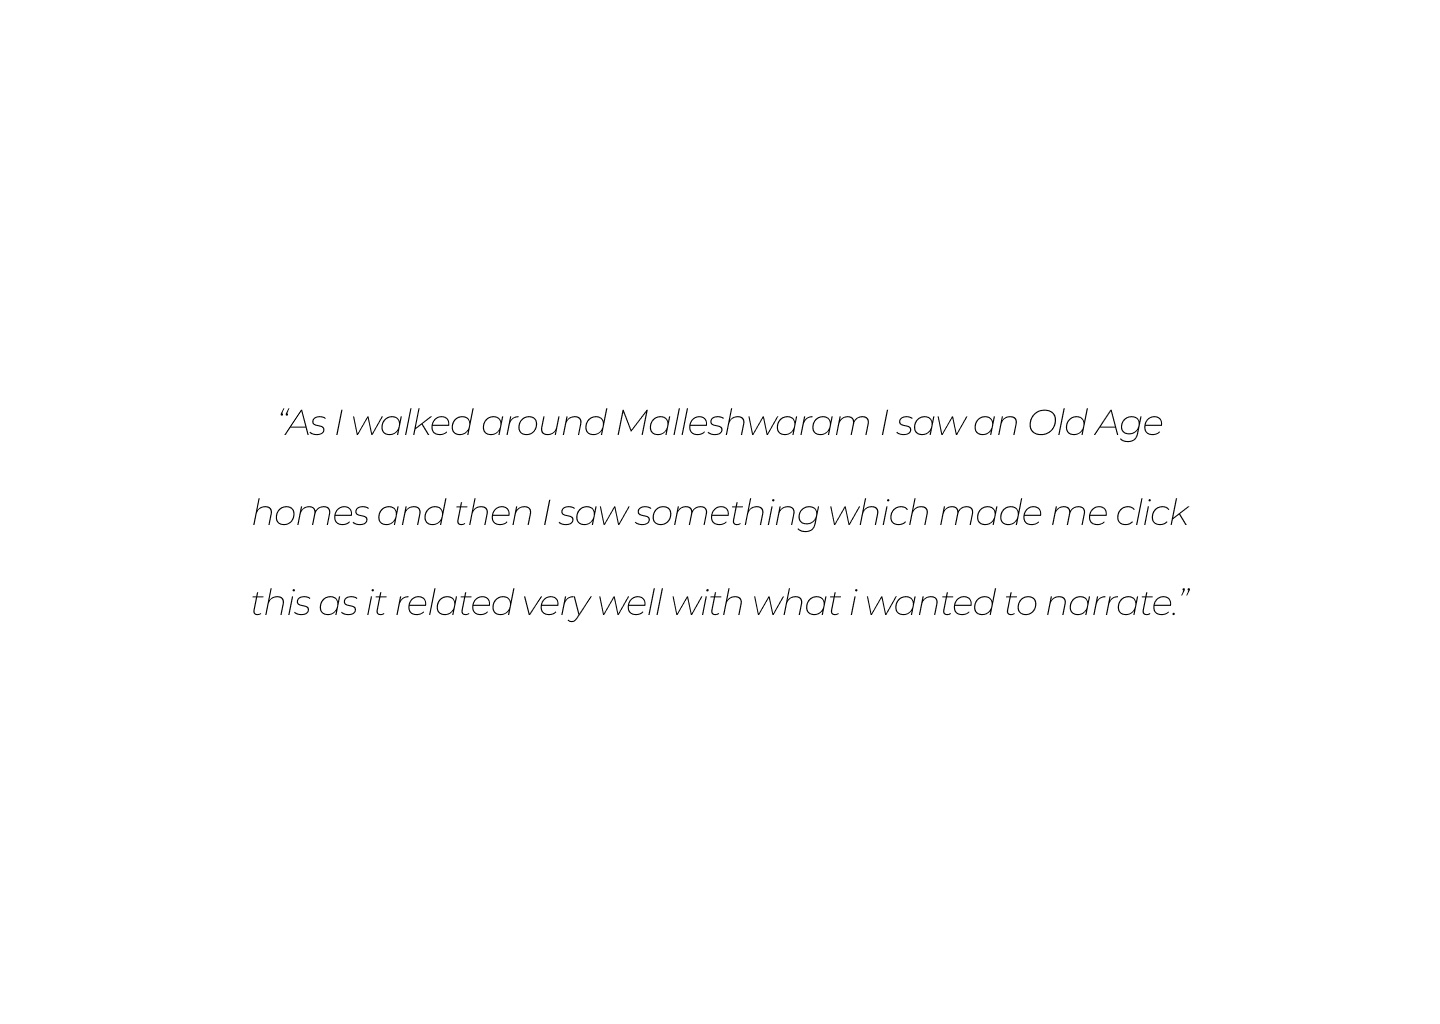 “As I walked around Malleshwaram I saw an Old Age
homes and then I saw something which made me click
this as it related very well with what i wanted to narrate.”